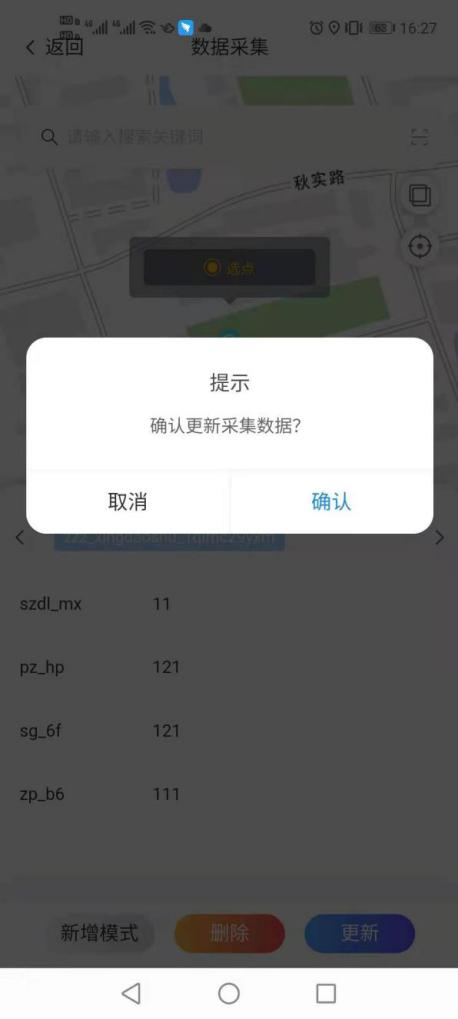 16:27
返回
数据采集
请输入搜索关键词
秋实路
选点
提示
确认更新采集数据?
取消
确认
szdl_mx 11
pz_hp 121
sg_6f 121
zp_b6 111
新增模式
删除
更新